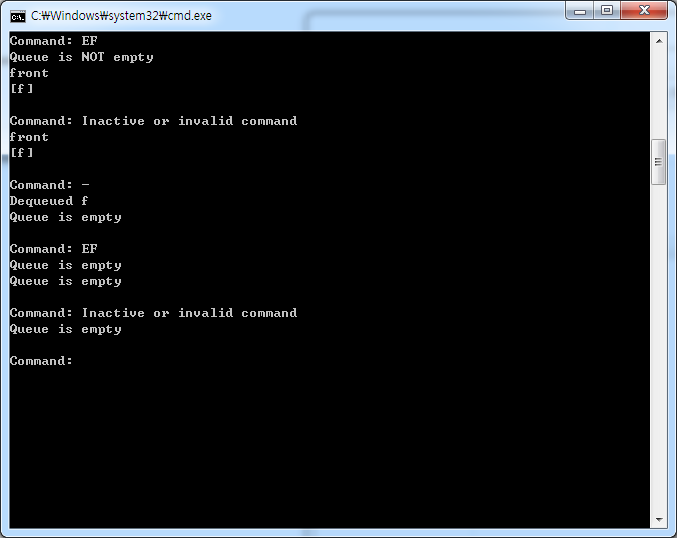 C:₩Windows₩system32₩cmd.exe
Command: EF
Queue is NOT empty
front
[f]
Command: Inactive or invalid command
front
[f]
Command: -
Dequeued f
Queue is empty
Command: EF
Queue is empty
Queue is empty
Command: Inactive or invalid command
Queue is empty
Command: